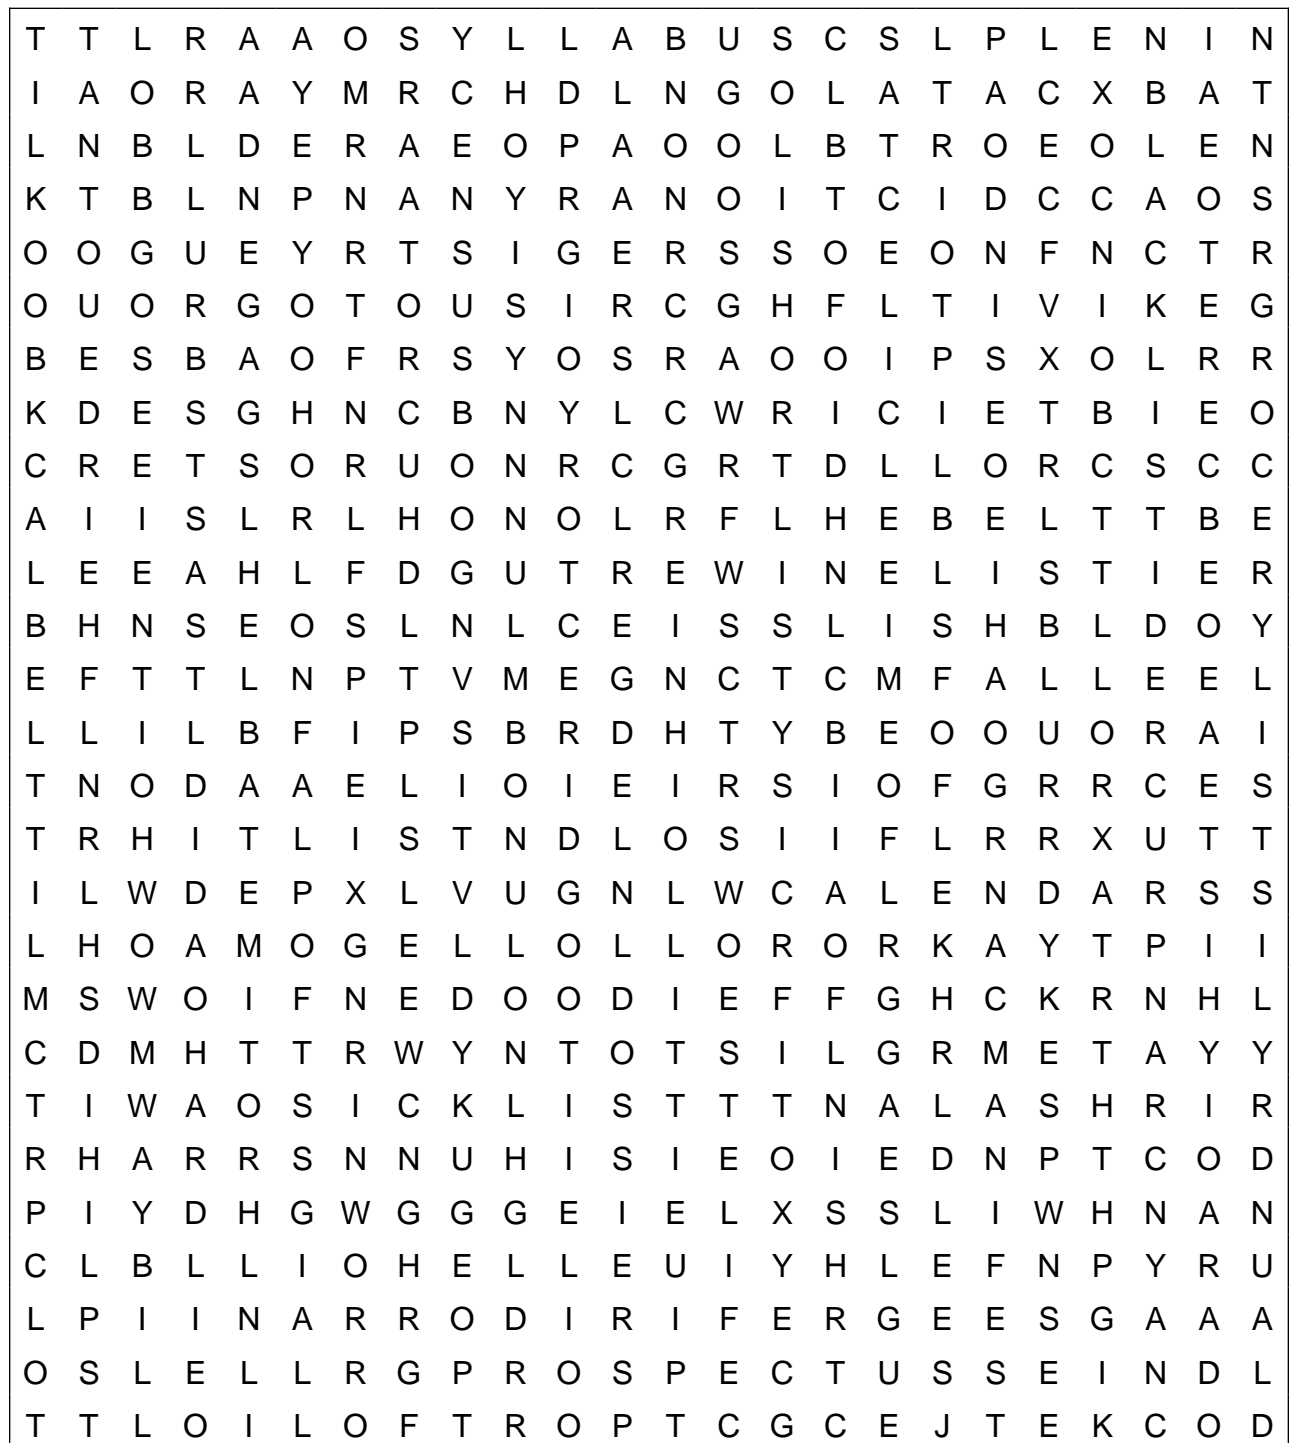 T T L R A A O S Y L L A B U S C S L P L E N I N
I A O R A Y M R C H D L N G O L A T A C X B A T
L N B L D E R A E O P A O O L B T R O E O L E N
K T B L N P N A N Y R A N O I T C I D C C A O S
O O G U E Y R T S I G E R S S O E O N F N C T R
O U O R G O T O U S I R C G H F L T I V I K E G
B E S B A O F R S Y O S R A O O I P S X O L R R
K D E S G H N C B N Y L C W R I C I E T B I E O
C R E T S O R U O N R C G R T D L L O R C S C C
A I I S L R L H O N O L R F L H E B E L T T B E
L E E A H L F D G U T R E W I N E L I S T I E R
B H N S E O S L N L C E I S S L I S H B L D O Y
E F T T L N P T V M E G N C T C M F A L L E E L
L L I L B F I P S B R D H T Y B E O O U O R A I
T N O D A A E L I O I E I R S I O F G R R C E S
T R H I T L I S T N D L O S I I F L R R X U T T
I L W D E P X L V U G N L W C A L E N D A R S S
L H O A M O G E L L O L L O R O R K A Y T P I I
M S W O I F N E D O O D I E F F G H C K R N H L
C D M H T T R W Y N T O T S I L G R M E T A Y Y
T I W A O S I C K L I S T T T N A L A S H R I R
R H A R R S N N U H I S I E O I E D N P T C O D
P I Y D H G W G G G E I E L X S S L I W H N A N
C L B L L I O H E L L E U I Y H L E F N P Y R U
L P I I N A R R O D I R I F E R G E E S G A A A
O S L E L L R G P R O S P E C T U S S E I N D L
T T L O I L O F T R O P T C G C E J T E K C O D